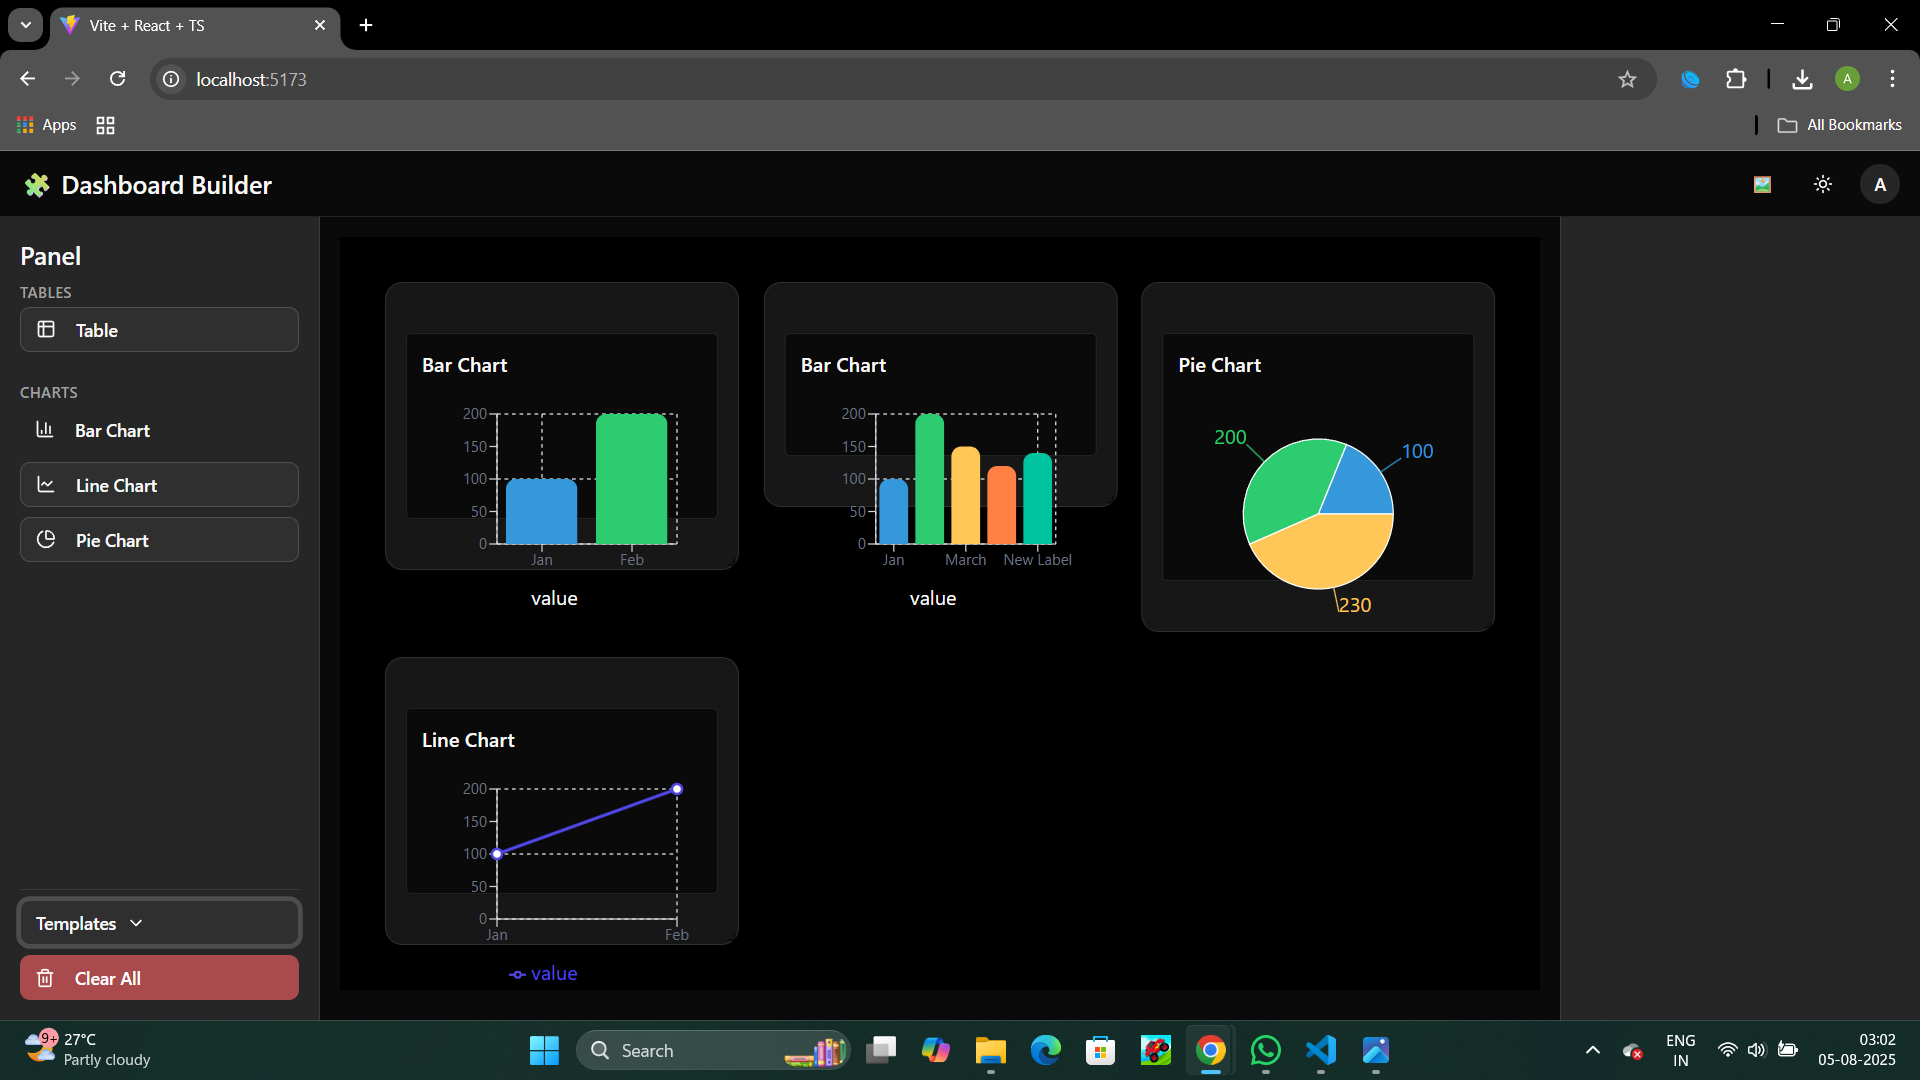 Vite + React + TS
localhost:5173
Apps
All Bookmarks
Dashboard Builder
A
A
Panel
TABLES
Table
CHARTS
Bar Chart
Line Chart
Pie Chart
Templates
Clear All
Bar Chart
200
150
100
50
0
Jan Feb
value
Bar Chart
200
150
100
50
0
Jan March New Label
value
Pie Chart
200
100
230
Line Chart
200
150
100
50
0
Jan Feb
value
9+
27°C
Partly cloudy
Search
ENG
IN
03:02
05-08-2025